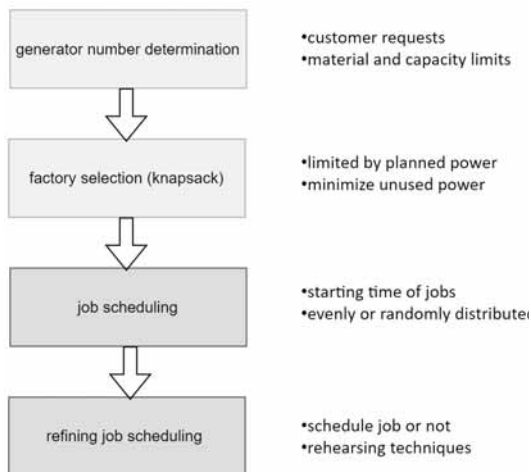 generator number determination
•customer requests
•material and capacity limits
factory selection (knapsack)
•limited by planned power
•minimize unused power
job scheduling
•starting time of jobs
•evenly or randomly distributed
refining job scheduling
•schedule job or not
•rehearsing techniques